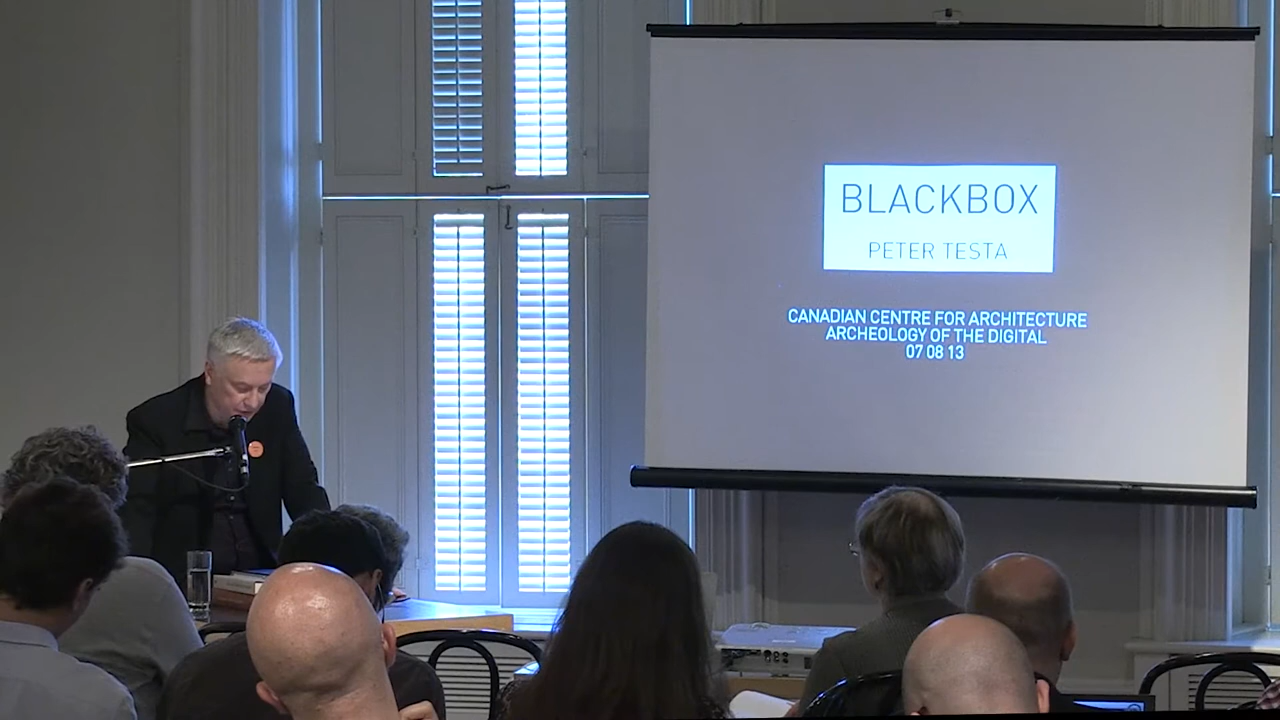 BLACKBOX
PETER TESTA
CANADIAN CENTRE FOR ARCHITECTURE
ARCHEOLOGY OF THE DIGITAL
07 08 13